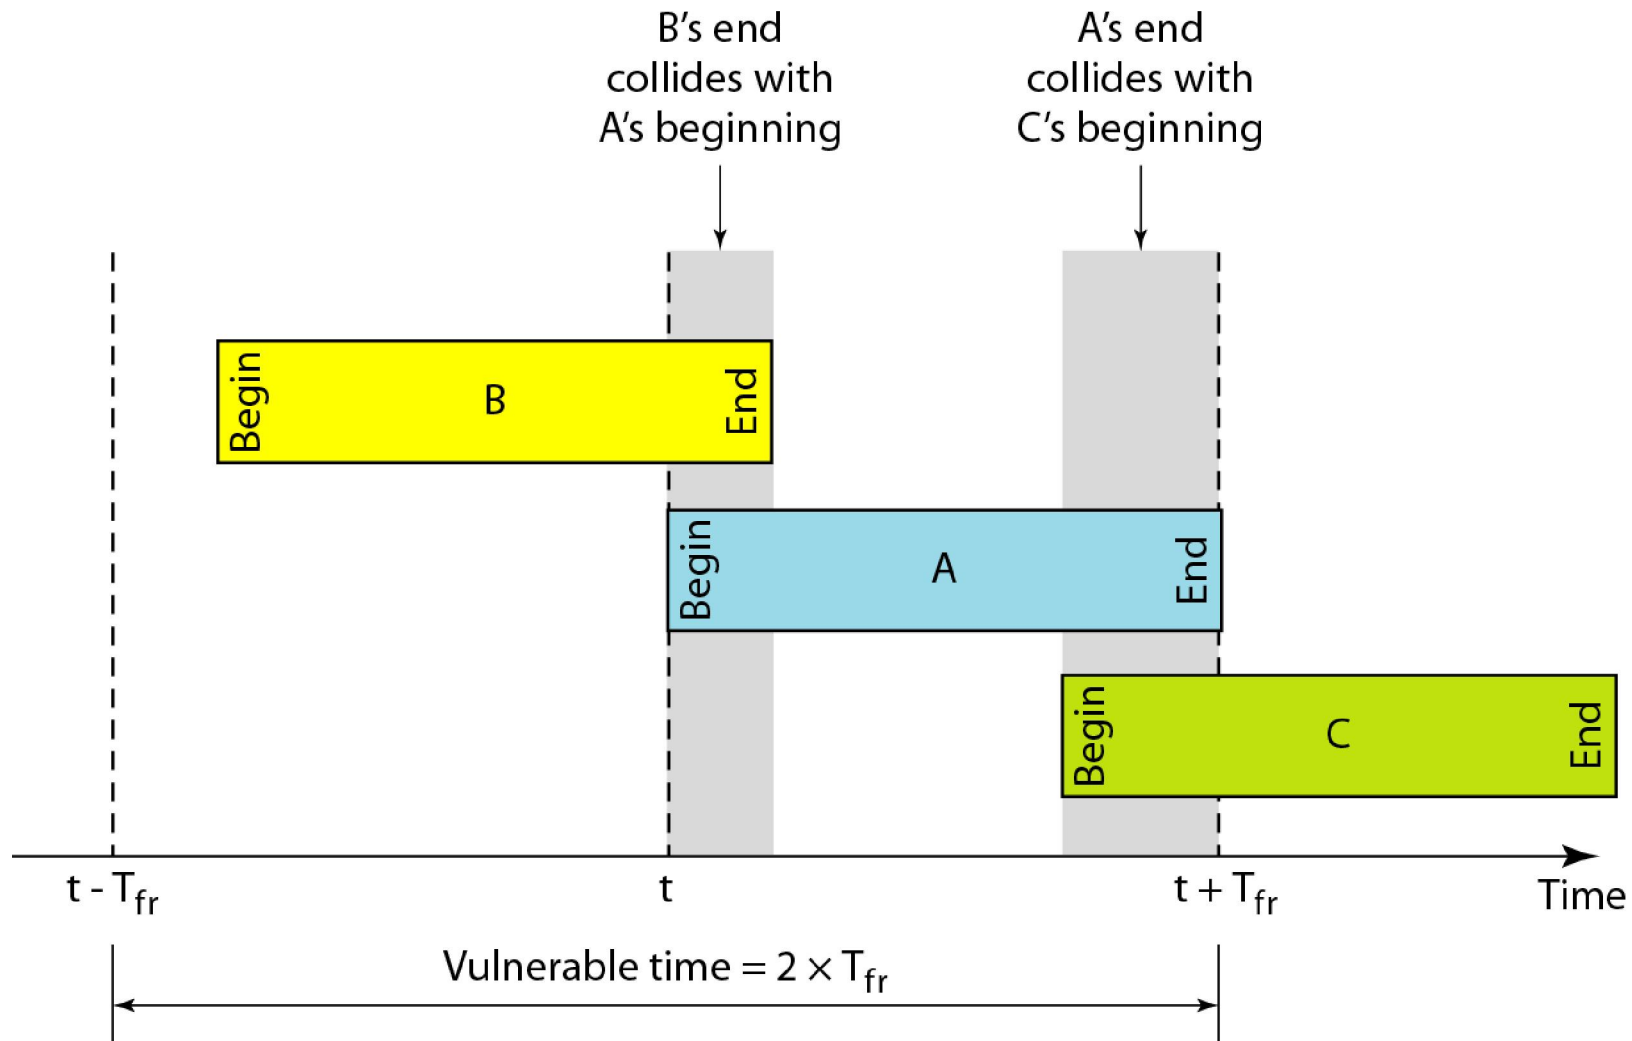 B’s end
collides with
A’s beginning
A’s end
collides with
C’s beginning
Begin
B
End
Begin
A
End
Begin
C
End
t - Tfr
t
t + Tfr
Time
Vulnerable time = 2 × Tfr